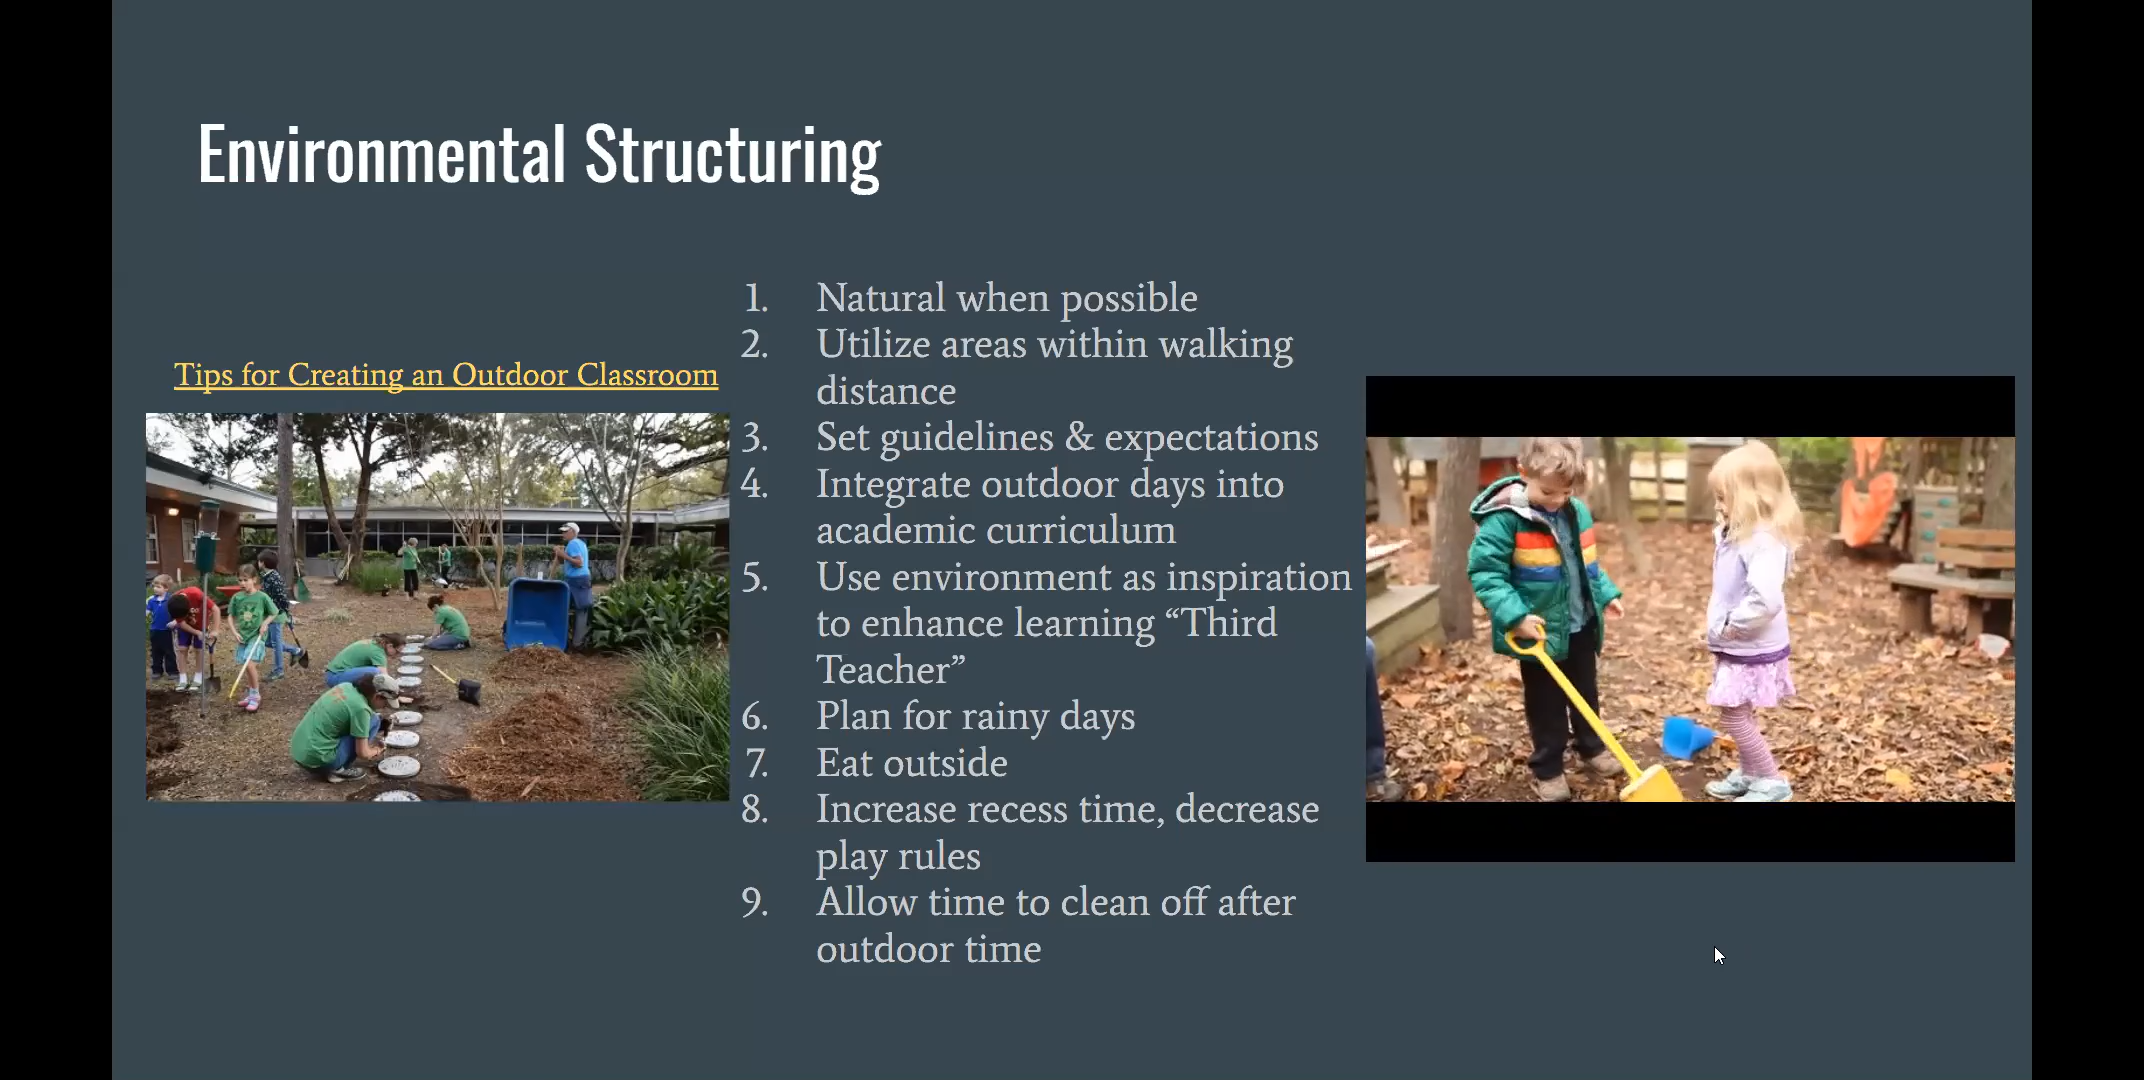 Environmental Structuring
Tips for Creating an Outdoor Classroom
1. Natural when possible
2. Utilize areas within walking
distance
3. Set guidelines & expectations
4. Integrate outdoor days into
academic curriculum
5. Use environment as inspiration
to enhance learning “Third
Teacher”
6. Plan for rainy days
7. Eat outside
8. Increase recess time, decrease
play rules
9. Allow time to clean off after
outdoor time